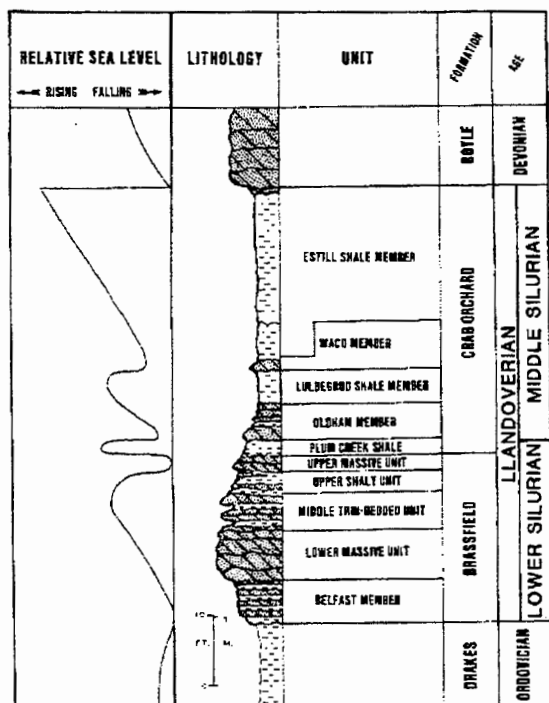 RELATIVE SEA LEVEL
RISING FALLING
LITHOLOGY
UNIT
FORMATION
AGE
BOYLE
DEVONIAN
ESTILL SHALE MEMBER
WACO MEMBER
LULBEGRUD SHALE MEMBER
OLDHAM MEMBER
PLUM CREEK SHALE
CRAB ORCHARD
UPPER MASSIVE UNIT
UPPER SHALY UNIT
MIDDLE THIN-BEDDED UNIT
LOWER MASSIVE UNIT
BELFAST MEMBER
BRASSFIELD
LLANDOVERIAN
MIDDLE SILURIAN
LOWER SILURIAN
10
FT. M.
0
DRAKES
ORDOVICIAN